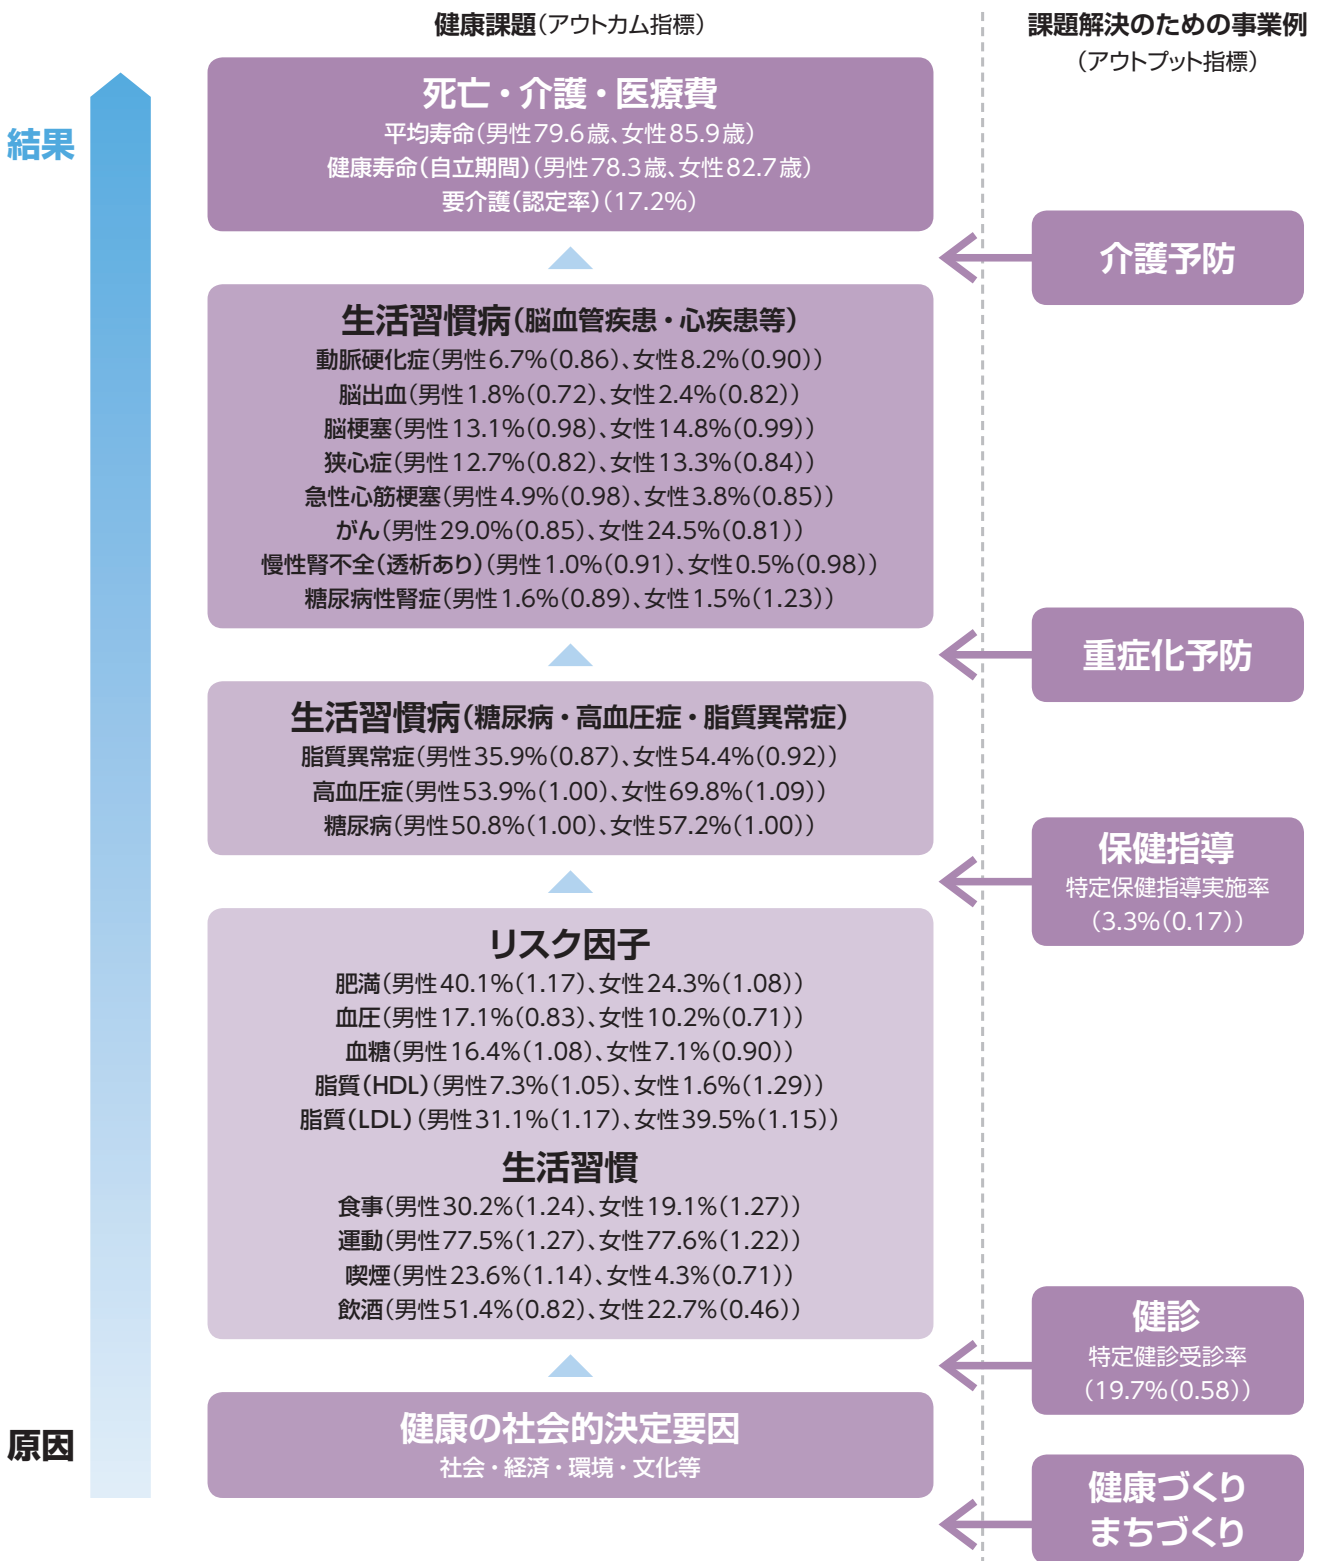 健康課題（アウトカム指標）
課題解決のための事業例
（アウトプット指標）
結果
死亡・介護・医療費
平均寿命（男性79.6歳、女性85.9歳）
健康寿命（自立期間）（男性78.3歳、女性82.7歳）
要介護（認定率）（17.2%）
介護予防
生活習慣病（脳血管疾患・心疾患等）
動脈硬化症（男性6.7%（0.86）、女性8.2%（0.90））
脳出血（男性1.8%（0.72）、女性2.4%（0.82））
脳梗塞（男性13.1%（0.98）、女性14.8%（0.99））
狭心症（男性12.7%（0.82）、女性13.3%（0.84））
急性心筋梗塞（男性4.9%（0.98）、女性3.8%（0.85））
がん（男性29.0%（0.85）、女性24.5%（0.81））
慢性腎不全（透析あり）（男性1.0%（0.91）、女性0.5%（0.98））
糖尿病性腎症（男性1.6%（0.89）、女性1.5%（1.23））
重症化予防
生活習慣病（糖尿病・高血圧症・脂質異常症）
脂質異常症（男性35.9%（0.87）、女性54.4%（0.92））
高血圧症（男性53.9%（1.00）、女性69.8%（1.09））
糖尿病（男性50.8%（1.00）、女性57.2%（1.00））
保健指導
特定保健指導実施率
（3.3%（0.17））
リスク因子
肥満（男性40.1%（1.17）、女性24.3%（1.08））
血圧（男性17.1%（0.83）、女性10.2%（0.71））
血糖（男性16.4%（1.08）、女性7.1%（0.90））
脂質（HDL）（男性7.3%（1.05）、女性1.6%（1.29））
脂質（LDL）（男性31.1%（1.17）、女性39.5%（1.15））
生活習慣
食事（男性30.2%（1.24）、女性19.1%（1.27））
運動（男性77.5%（1.27）、女性77.6%（1.22））
喫煙（男性23.6%（1.14）、女性4.3%（0.71））
飲酒（男性51.4%（0.82）、女性22.7%（0.46））
健診
特定健診受診率
（19.7%（0.58））
原因
健康の社会的決定要因
社会・経済・環境・文化等
健康づくり
まちづくり